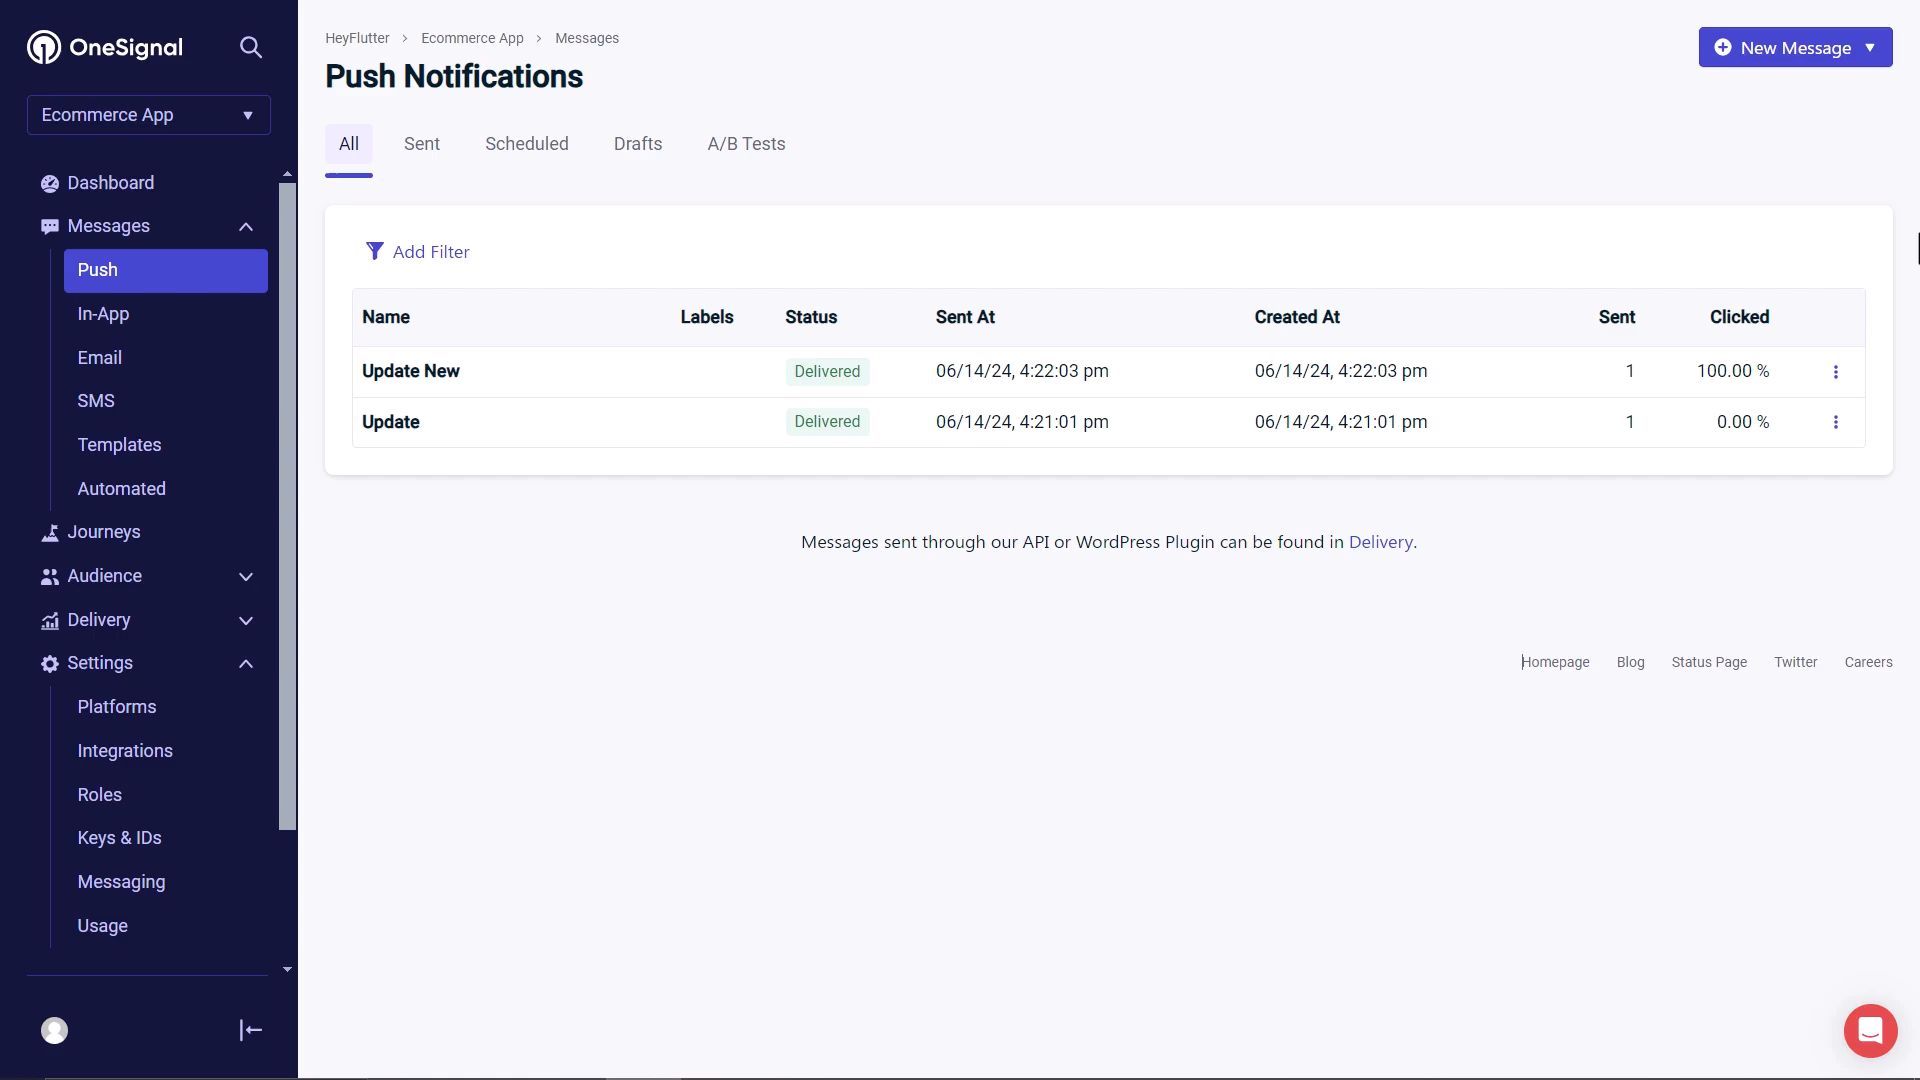 OneSignal
Ecommerce App
Dashboard
Messages
Push
In-App
Email
SMS
Templates
Automated
Journeys
Audience
Delivery
Settings
Platforms
Integrations
Roles
Keys & IDs
Messaging
Usage
HeyFlutter > Ecommerce App > Messages
Push Notifications
New Message
All Sent Scheduled Drafts A/B Tests
Add Filter
Name Labels Status Sent At Created At Sent Clicked
Update New Delivered 06/14/24, 4:22:03 pm 06/14/24, 4:22:03 pm 1 100.00 %
Update Delivered 06/14/24, 4:21:01 pm 06/14/24, 4:21:01 pm 1 0.00 %
Messages sent through our API or WordPress Plugin can be found in Delivery.
Homepage Blog Status Page Twitter Careers